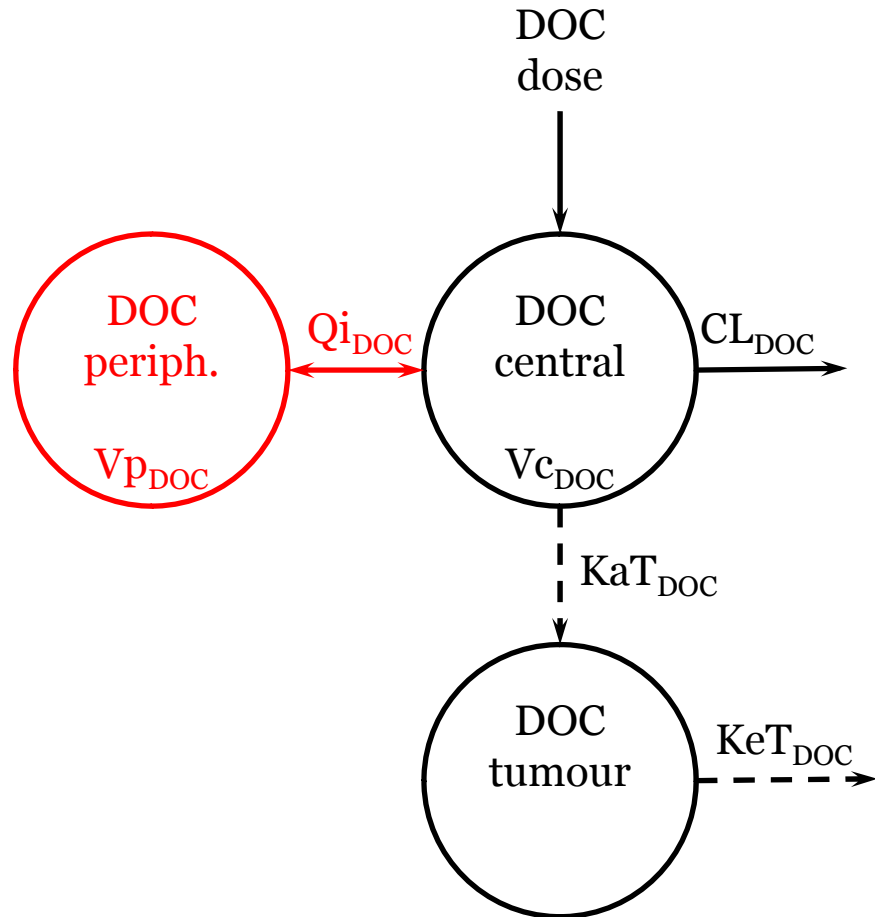 DOC
dose
DOC
periph.
Vp_DOC
Qi_DOC
DOC
central
Vc_DOC
CL_DOC
KaT_DOC
DOC
tumour
KeT_DOC